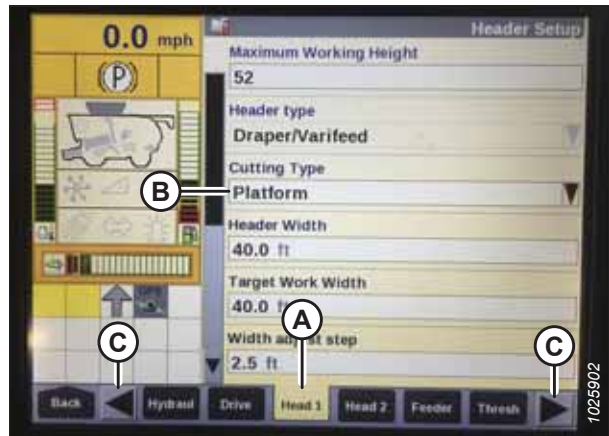 0.0 mph
Header Setup
(P)
Maximum Working Height
52
Header type
Draper/Varifeed
Cutting Type
B
Platform
Header Width
40.0 ft
Target Work Width
40.0 ft
A
Width adjust step
C
C
2.5 ft
Back Hydraul Drive Head 1 Head 2 Feeder Thresh
1025902